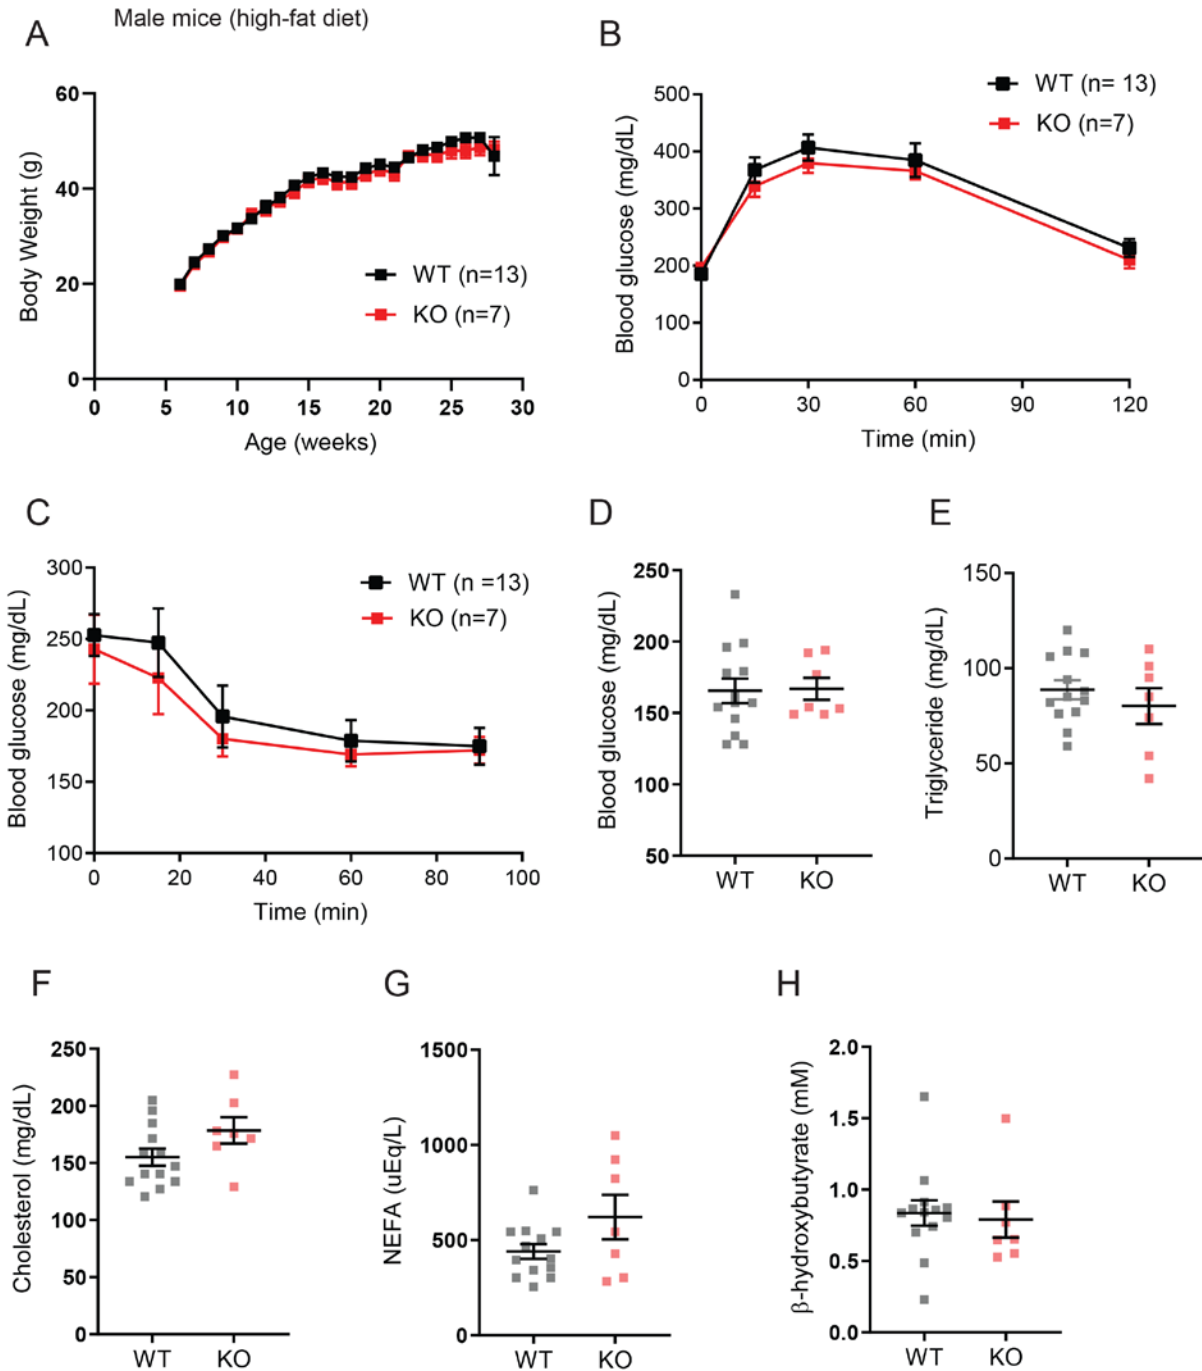 Male mice (high-fat diet)
A
Body Weight (g)
60
40
20
0
0 5 10 15 20 25 30
Age (weeks)
WT (n=13)
KO (n=7)
B
Blood glucose (mg/dL)
500
400
300
200
100
0
0 30 60 90 120
Time (min)
WT (n= 13)
KO (n=7)
C
Blood glucose (mg/dL)
300
250
200
150
100
0 20 40 60 80 100
Time (min)
WT (n =13)
KO (n=7)
D
Blood glucose (mg/dL)
250
200
150
100
50
WT KO
E
Triglyceride (mg/dL)
150
100
50
0
WT KO
F
Cholesterol (mg/dL)
250
200
150
100
50
0
WT KO
G
NEFA (uEq/L)
1500
1000
500
0
WT KO
H
β-hydroxybutyrate (mM)
2.0
1.5
1.0
0.5
0.0
WT KO